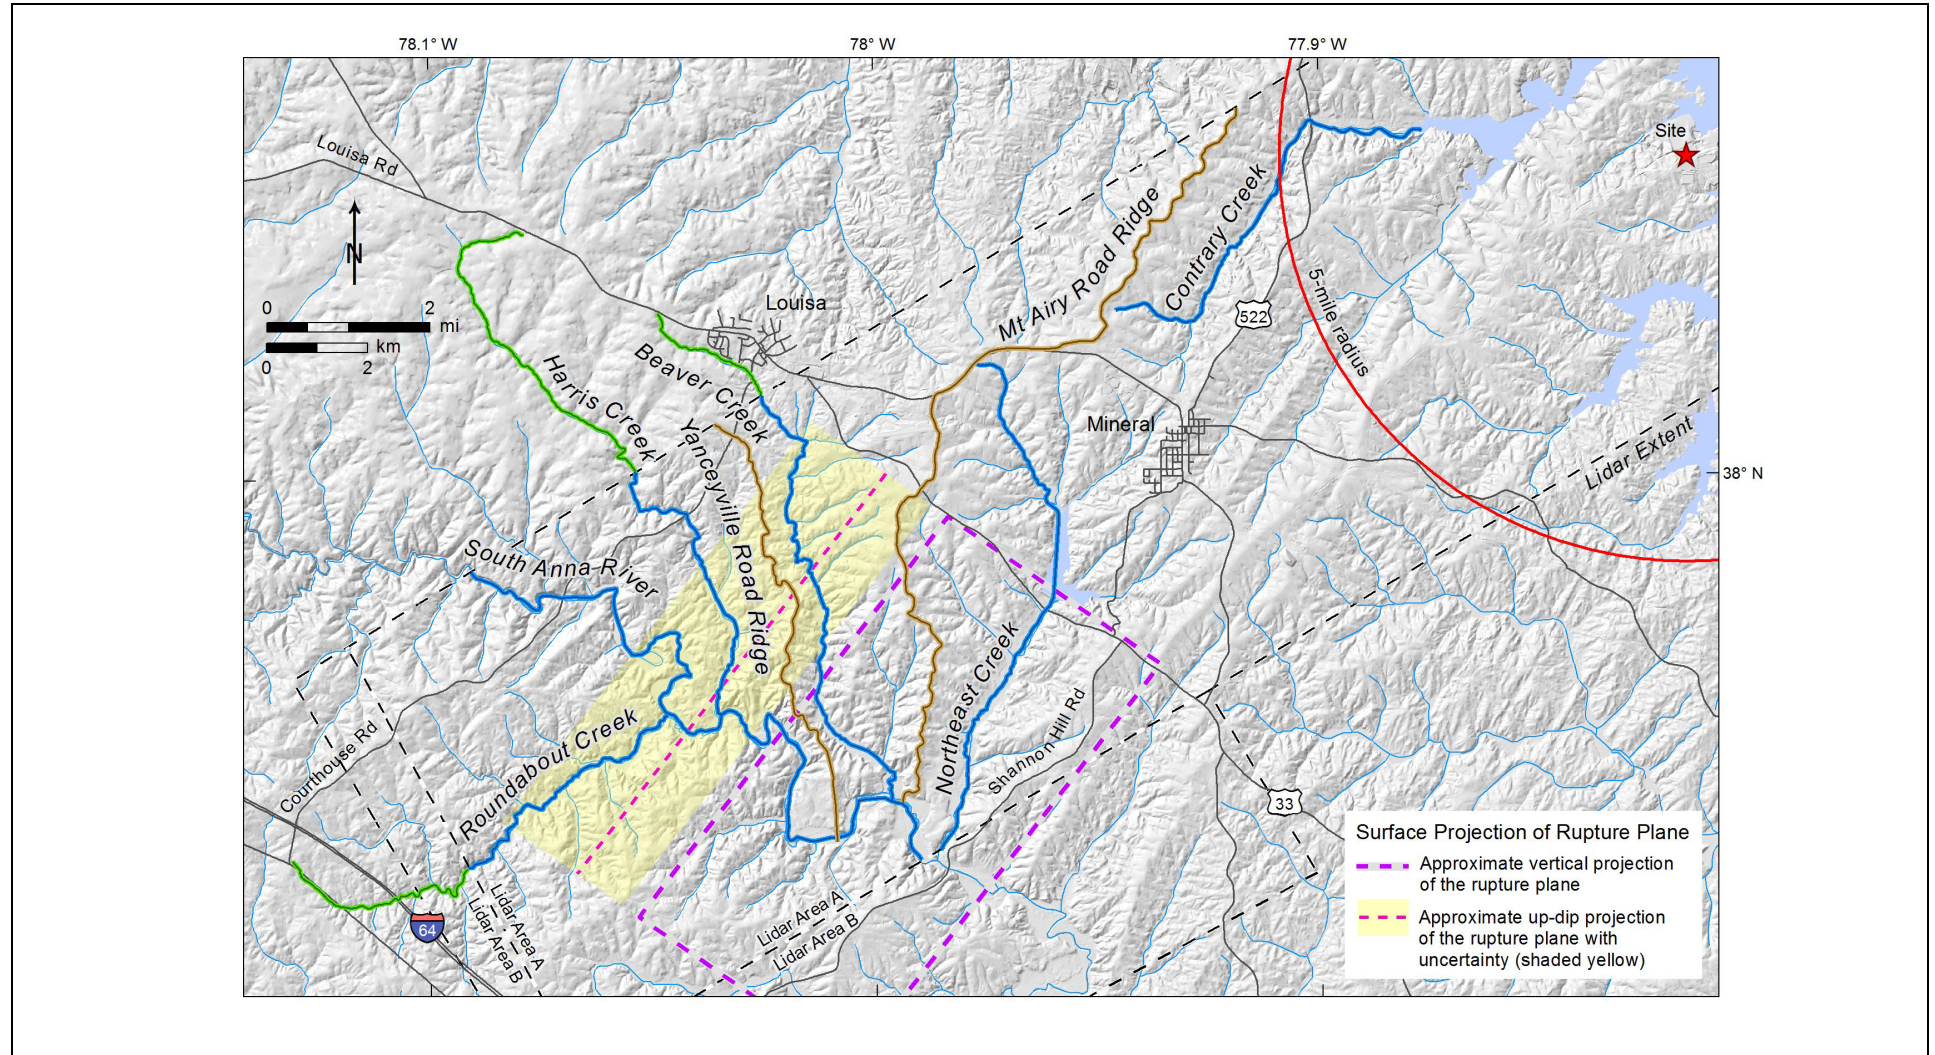 78.1° W
78° W
77.9° W
Site
Louisa Rd
N
0 2
mi
km
0 2
Louisa
Mt Airy Road Ridge
Contrary Creek
522
5-mile radius
Harris Creek
Beaver Creek
Yanceyville Road Ridge
Mineral
Lidar Extent
38° N
South Anna River
Northeast Creek
Shannon Hill Rd
Roundabout Creek
Courthouse Rd
33
64
Lidar Area A
Lidar Area B
Lidar Area A
Lidar Area B
Surface Projection of Rupture Plane
Approximate vertical projection
of the rupture plane
Approximate up-dip projection
of the rupture plane with
uncertainty (shaded yellow)